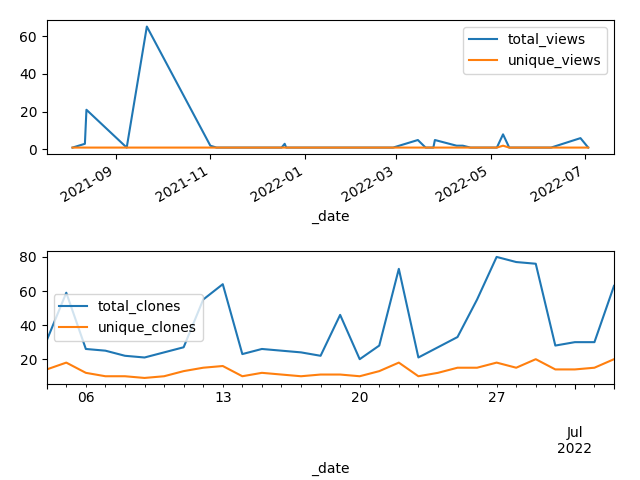 60
40
20
0
total_views
unique_views
2021-09
2021-11
2022-01
2022-03
2022-05
2022-07
_date
80
60
40
20
total_clones
unique_clones
06
13
20
27
Jul
2022
_date